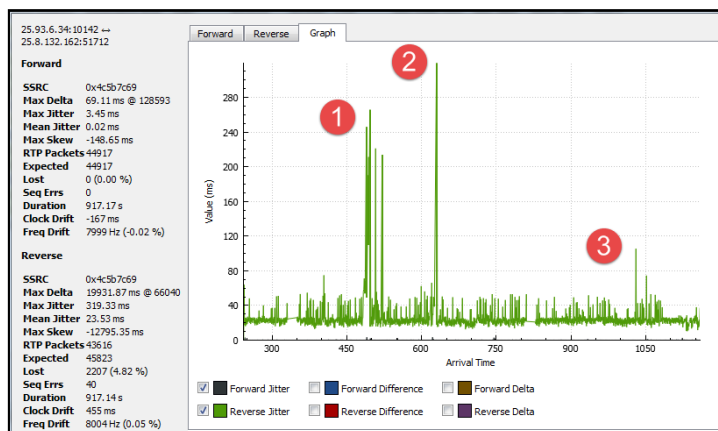 25.93.6.34:10142 ↔
25.8.132.162:51712
Forward
SSRC 0x4c5b7c69
Max Delta 69.11 ms @ 128593
Max Jitter 3.45 ms
Mean Jitter 0.02 ms
Max Skew -148.65 ms
RTP Packets 44917
Expected 44917
Lost 0 (0.00 %)
Seq Errs 0
Duration 917.17 s
Clock Drift -167 ms
Freq Drift 7999 Hz (-0.02 %)
Reverse
SSRC 0x4c5b7c69
Max Delta 19931.87 ms @ 66040
Max Jitter 319.33 ms
Mean Jitter 23.53 ms
Max Skew -12795.35 ms
RTP Packets 43616
Expected 45823
Lost 2207 (4.82 %)
Seq Errs 40
Duration 917.14 s
Clock Drift 455 ms
Freq Drift 8004 Hz (0.05 %)
Forward Reverse Graph
1
2
3
Value (ms)
280
240
200
160
120
80
40
0
300 450 600 750 900 1050
Arrival Time
Forward Jitter Forward Difference Forward Delta
Reverse Jitter Reverse Difference Reverse Delta